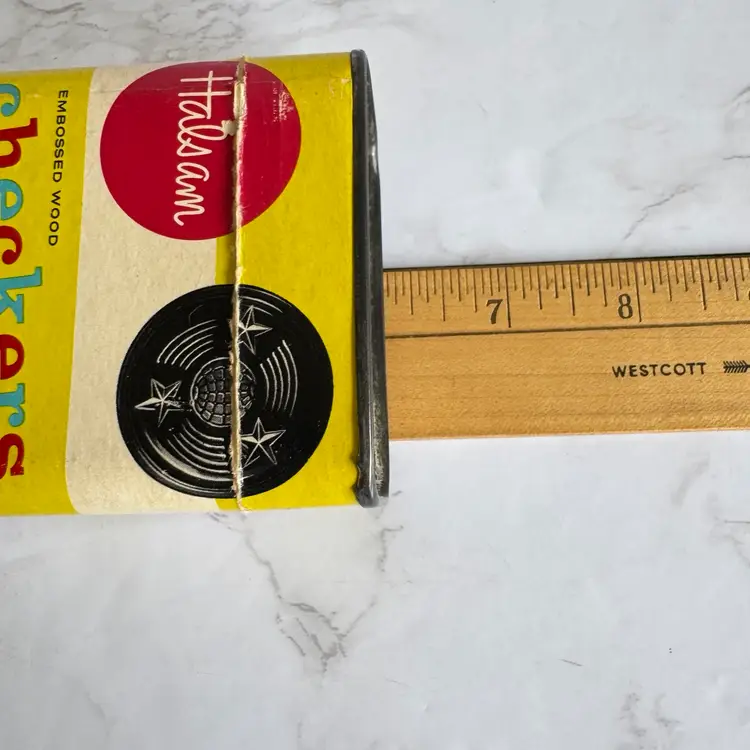 checkers
EMBOSSED WOOD
Halsam
7 8
WESTCOTT